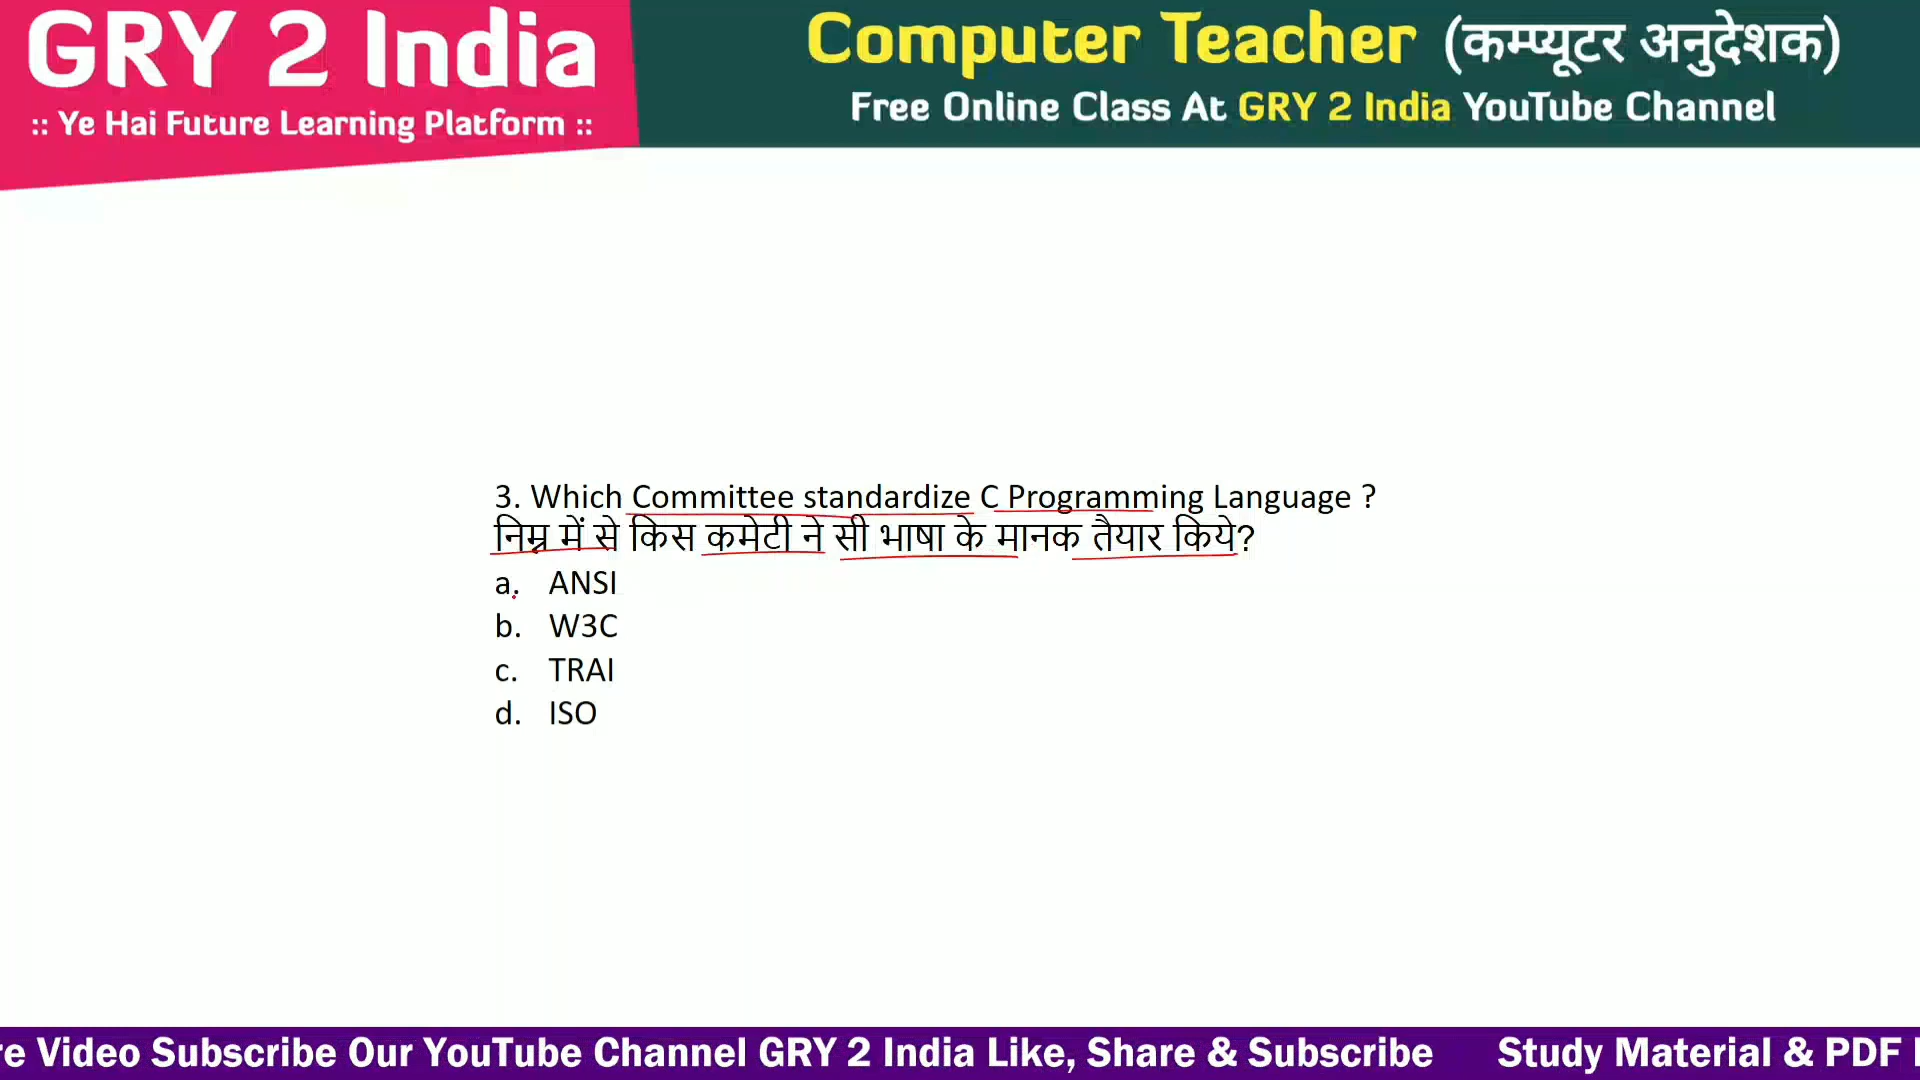 GRY 2 India
:: Ye Hai Future Learning Platform ::
Computer Teacher (कम्प्यूटर अनुदेशक)
Free Online Class At GRY 2 India YouTube Channel
3. Which Committee standardize C Programming Language ?
निम्न में से किस कमेटी ने सी भाषा के मानक तैयार किये?
a. ANSI
b. W3C
c. TRAI
d. ISO
re Video Subscribe Our YouTube Channel GRY 2 India Like, Share & Subscribe Study Material & PDF